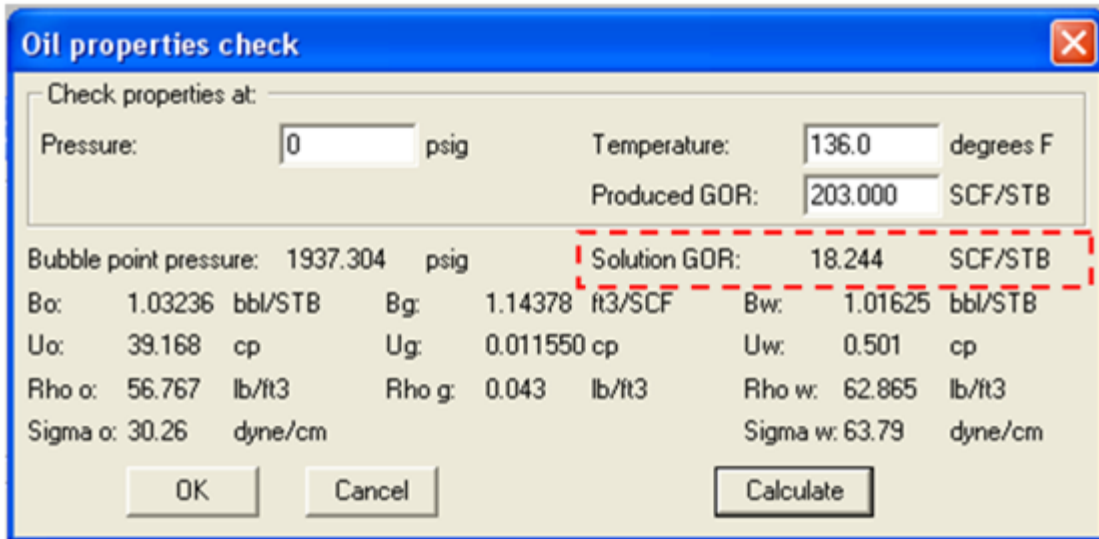 Oil properties check
Check properties at:
Pressure: 0 psig Temperature: 136.0 degrees F
Produced GOR: 203.000 SCF/STB
Bubble point pressure: 1937.304 psig Solution GOR: 18.244 SCF/STB
Bo: 1.03236 bbl/STB Bg: 1.14378 ft3/SCF Bw: 1.01625 bbl/STB
Uo: 39.168 cp Ug: 0.011550 cp Uw: 0.501 cp
Rho o: 56.767 lb/ft3 Rho g: 0.043 lb/ft3 Rho w: 62.865 lb/ft3
Sigma o: 30.26 dyne/cm Sigma w: 63.79 dyne/cm
OK Cancel Calculate